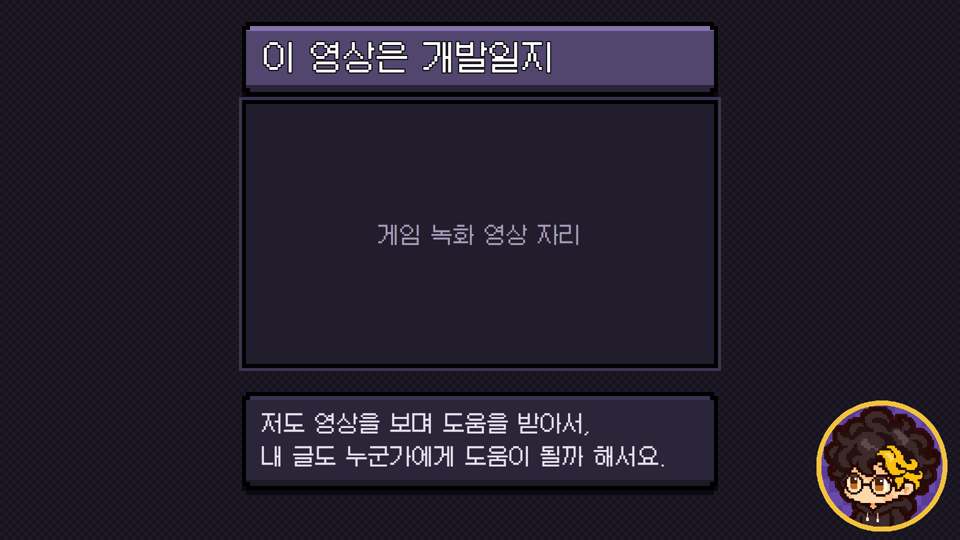 이 영상은 개발일지
게임 녹화 영상 자리
저도 영상을 보며 도움을 받아서,
내 글도 누군가에게 도움이 될까 해서요.